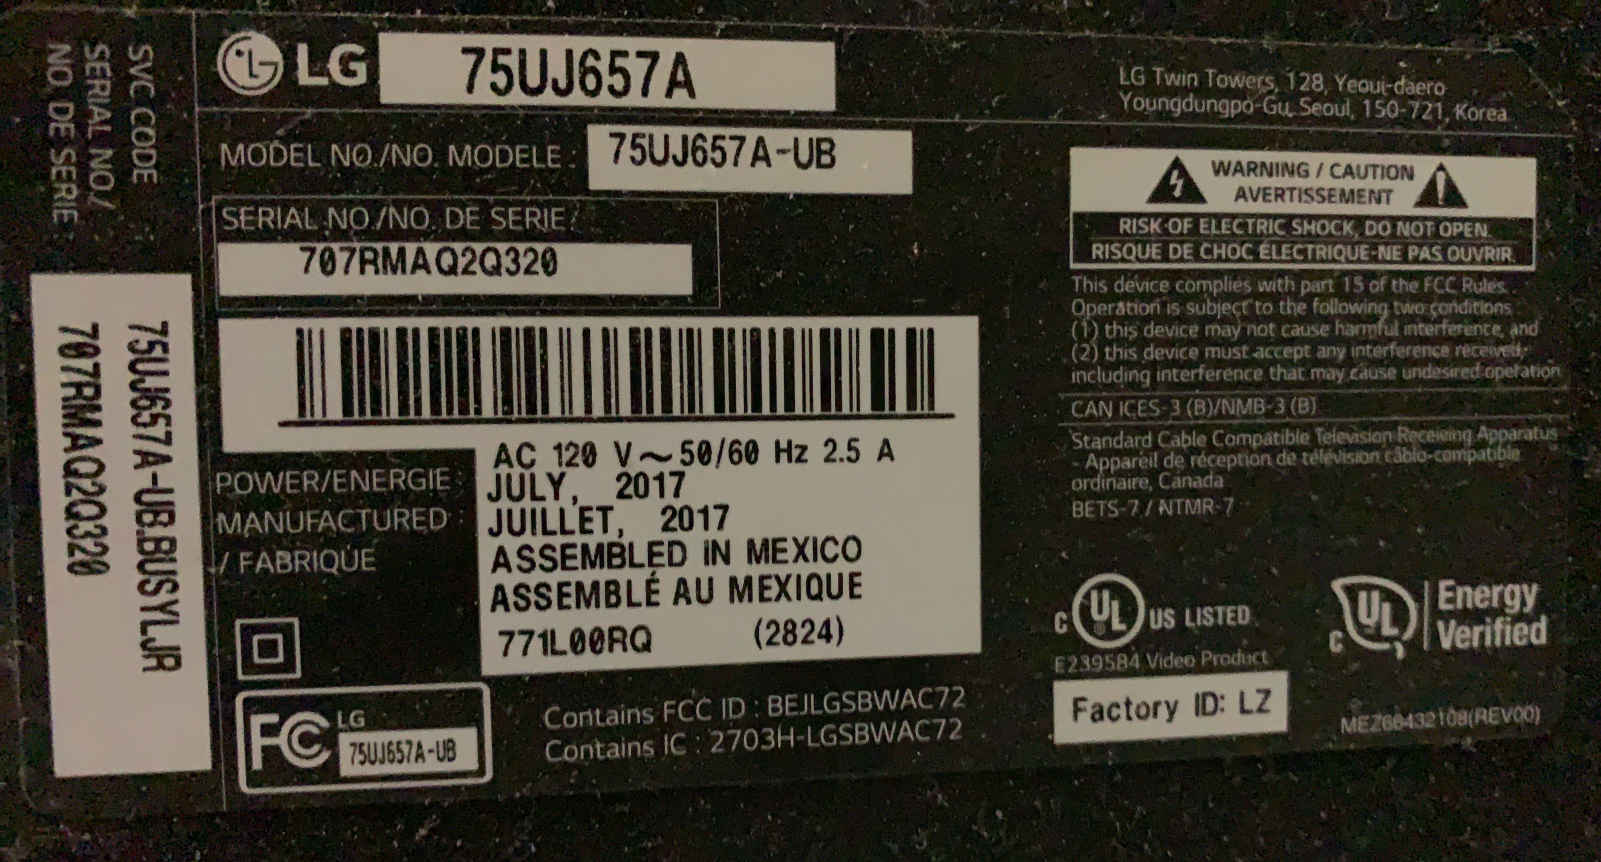 SVC CODE
SERIAL NO./
NO. DE SERIE
75UJ657A-UB.BUSYLJR
707RMAQ2Q320
LG 75UJ657A
LG Twin Towers, 128, Yeoui-daero
Youngdungpo-Gu, Seoul, 150-721, Korea
MODEL NO./NO. MODELE : 75UJ657A-UB
SERIAL NO./NO. DE SERIE/
707RMAQ2Q320
WARNING / CAUTION
AVERTISSEMENT
RISK OF ELECTRIC SHOCK, DO NOT OPEN.
RISQUE DE CHOC ÉLECTRIQUE-NE PAS OUVRIR.
This device complies with part 15 of the FCC Rules.
Operation is subject to the following two conditions
(1) this device may not cause harmful interference, and
(2) this device must accept any interference received,
including interference that may cause undesired operation
CAN ICES-3 (B)/NMB-3 (B)
Standard Cable Compatible Television Receiving Apparatus
- Appareil de réception de télévision câblo-compatible
ordinaire, Canada
BETS-7 / NTMR-7
POWER/ENERGIE : AC 120 V~50/60 Hz 2.5 A
MANUFACTURED : JULY, 2017
/ FABRIQUE JUILLET, 2017
ASSEMBLED IN MEXICO
ASSEMBLÉ AU MEXIQUE
771L00RQ (2824)
FC LG
75UJ657A-UB
Contains FCC ID : BEJLGSBWAC72
Contains IC : 2703H-LGSBWAC72
C UL US LISTED
E239584 Video Product
C UL Energy
Verified
Factory ID: LZ
MEZ66432108(REV00)